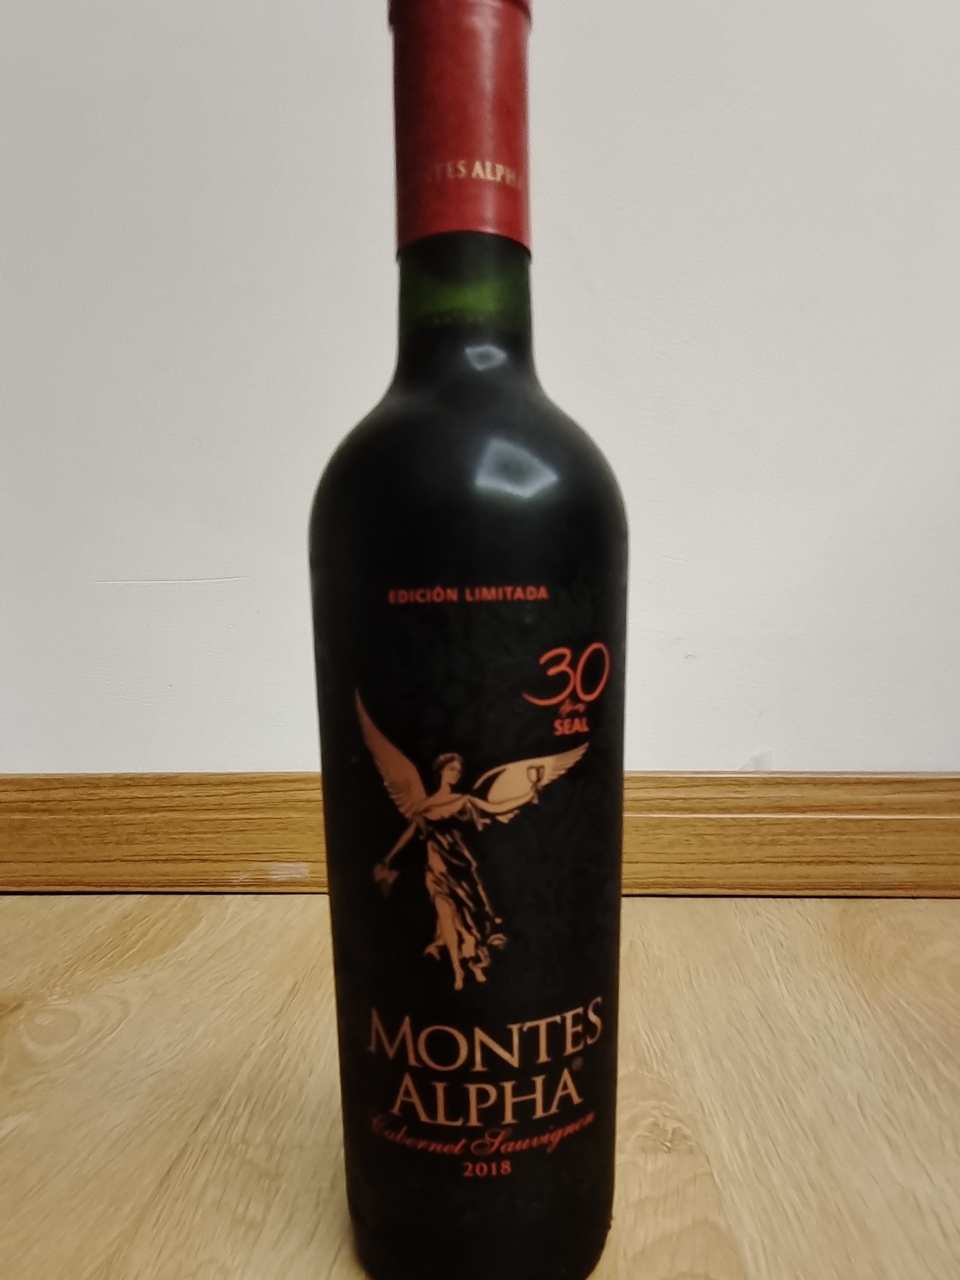 MONTES ALPHA
EDICIÓN LIMITADA
30
SEAL
MONTES
ALPHA®
Cabernet Sauvignon
2018